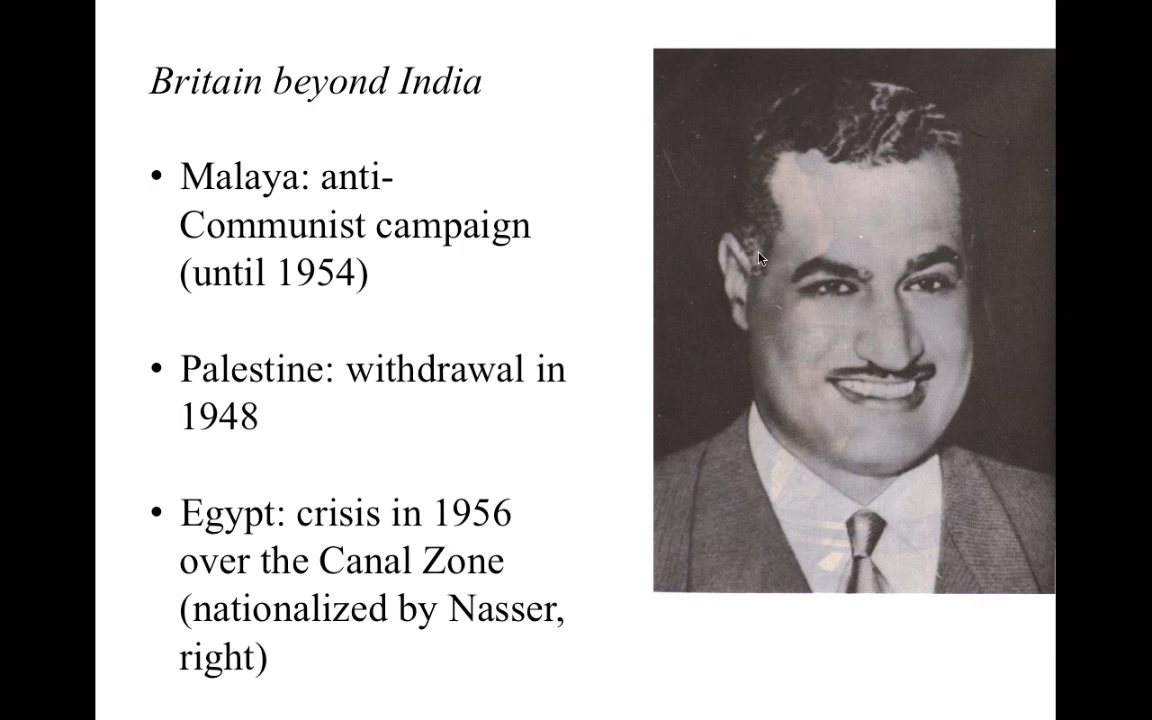 Britain beyond India
• Malaya: anti-
Communist campaign
(until 1954)
• Palestine: withdrawal in
1948
• Egypt: crisis in 1956
over the Canal Zone
(nationalized by Nasser,
right)